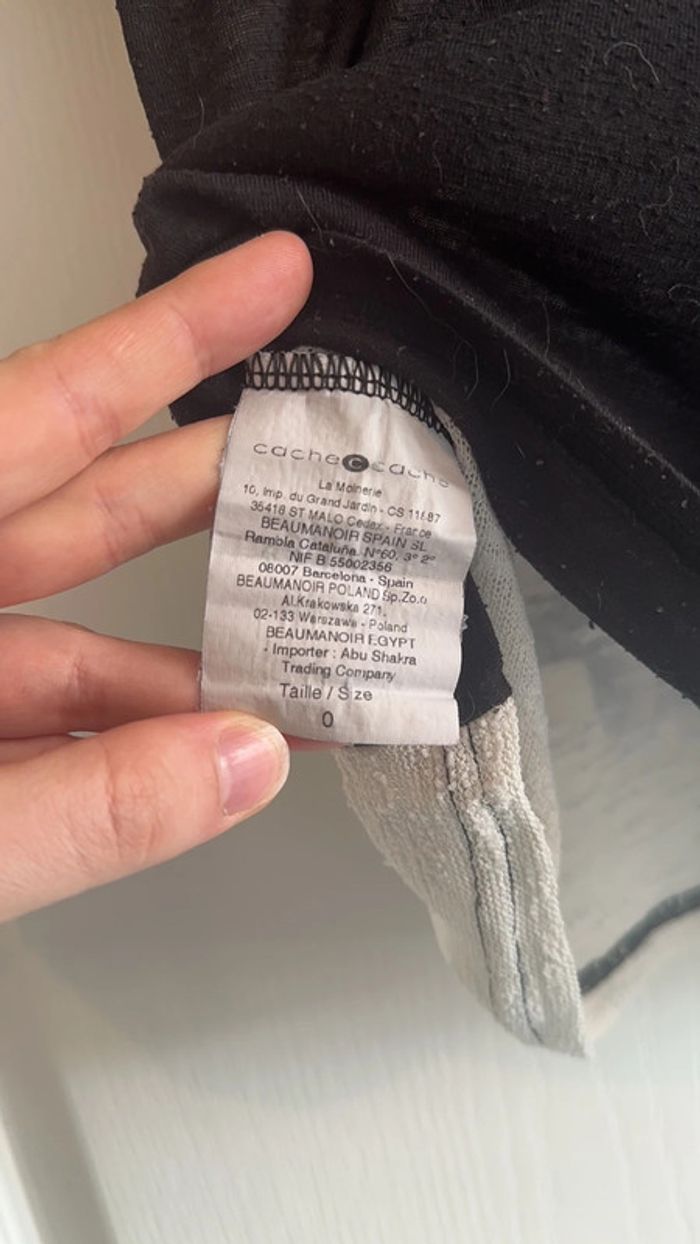 cache c cache
La Moinerie
10, Imp. du Grand Jardin - CS 11887
35418 ST MALO Cedex - France
BEAUMANOIR SPAIN SL
Rambla Cataluña. N°60, 3° 2°
NIF B 55002356
08007 Barcelona - Spain
BEAUMANOIR POLAND Sp.Zo.o
Al.Krakowska 271.
02-133 Warszawa - Poland
BEAUMANOIR EGYPT
- Importer : Abu Shakra
Trading Company
Taille / Size
0